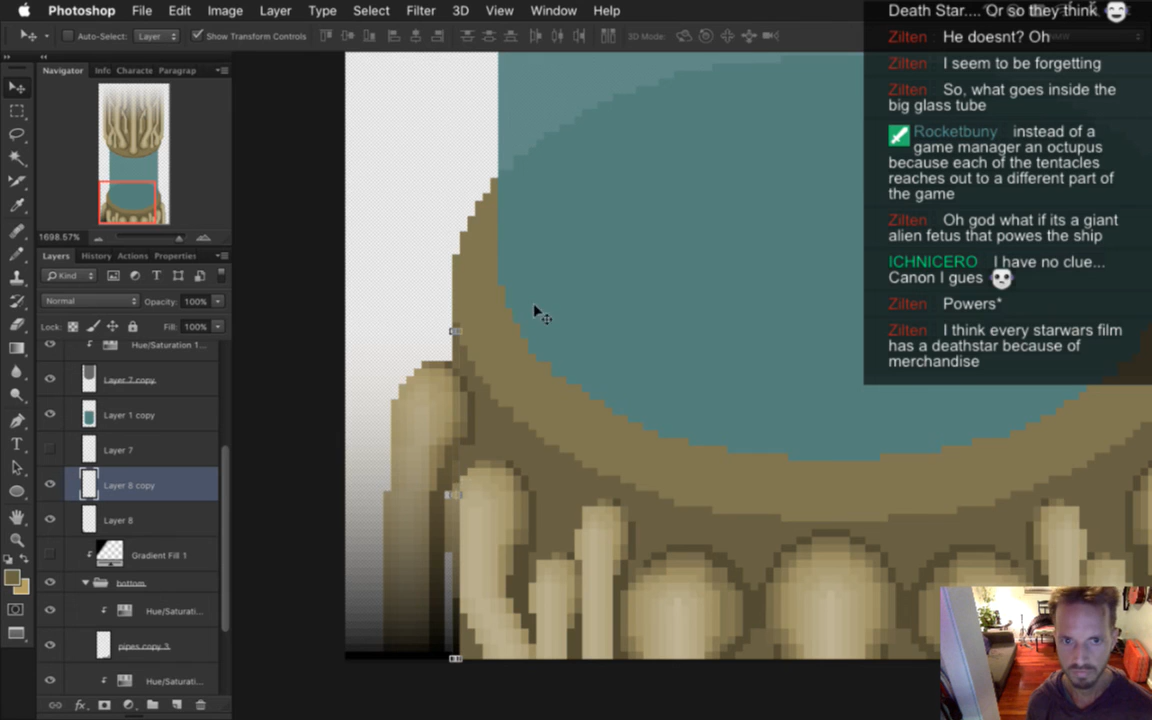 Photoshop File Edit Image Layer Type Select Filter 3D View Window Help
Death Star.... Or so they think
Auto-Select: Layer Show Transform Controls 3D Mode:
Zilten He doesnt? Oh
Zilten I seem to be forgetting
Zilten So, what goes inside the
big glass tube
Rocketbuny instead of a
game manager an octupus
because each of the tentacles
reaches out to a different part of
the game
Zilten Oh god what if its a giant
alien fetus that powes the ship
ICHNICERO I have no clue...
Canon I gues
Zilten Powers*
Zilten I think every starwars film
has a deathstar because of
merchandise
Navigator Info Characte Paragrap
1698.57%
Layers History Actions Properties
Kind
Normal Opacity: 100%
Lock: Fill: 100%
Hue/Saturation 1...
Layer 7 copy
Layer 1 copy
Layer 7
Layer 8 copy
Layer 8
Gradient Fill 1
bottom
Hue/Saturati...
pipes copy 3
Hue/Saturati...
fx